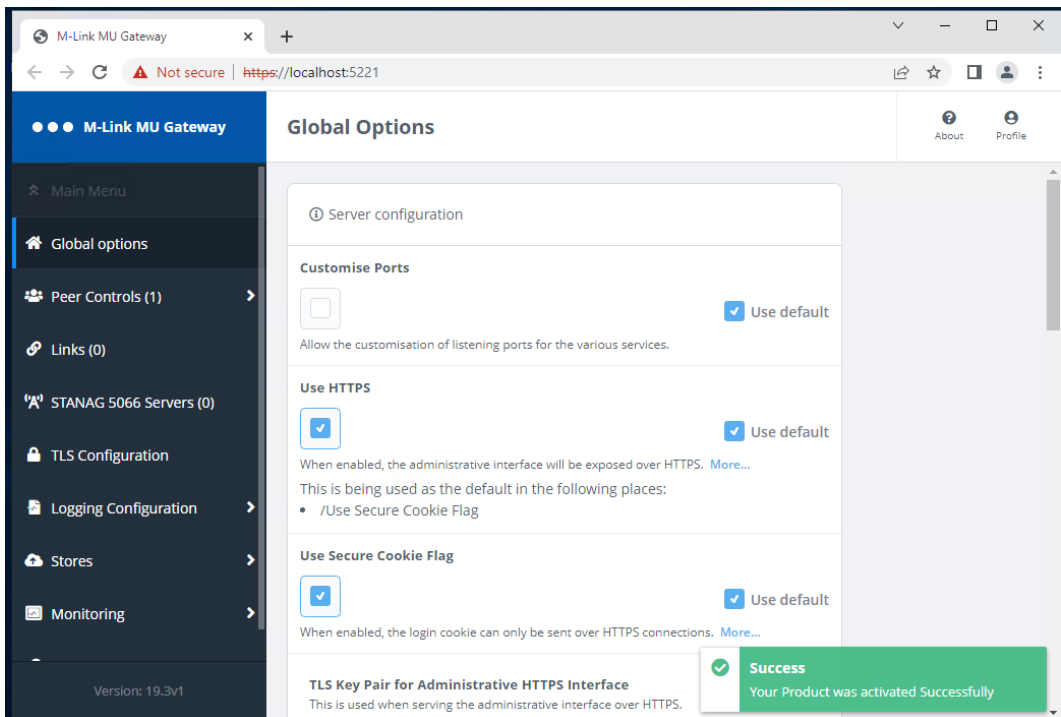 M-Link MU Gateway
Not secure | https://localhost:5221
M-Link MU Gateway
Global Options
About
Profile
Main Menu
Global options
Peer Controls (1)
Links (0)
STANAG 5066 Servers (0)
TLS Configuration
Logging Configuration
Stores
Monitoring
Version: 19.3v1
Server configuration
Customise Ports
Use default
Allow the customisation of listening ports for the various services.
Use HTTPS
Use default
When enabled, the administrative interface will be exposed over HTTPS. More...
This is being used as the default in the following places:
• /Use Secure Cookie Flag
Use Secure Cookie Flag
Use default
When enabled, the login cookie can only be sent over HTTPS connections. More...
TLS Key Pair for Administrative HTTPS Interface
This is used when serving the administrative interface over HTTPS.
Success
Your Product was activated Successfully